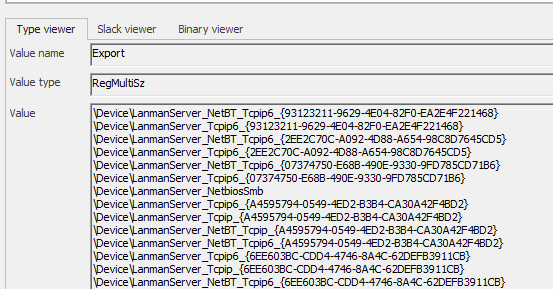 Type viewer Slack viewer Binary viewer
Value name Export
Value type RegMultiSz
Value \Device\LanmanServer_NetBT_Tcpip6_{93123211-9629-4E04-82F0-EA2E4F221468}
\Device\LanmanServer_Tcpip6_{93123211-9629-4E04-82F0-EA2E4F221468}
\Device\LanmanServer_NetBT_Tcpip6_{2EE2C70C-A092-4D88-A654-98C8D7645CD5}
\Device\LanmanServer_Tcpip6_{2EE2C70C-A092-4D88-A654-98C8D7645CD5}
\Device\LanmanServer_NetBT_Tcpip6_{07374750-E68B-490E-9330-9FD785CD71B6}
\Device\LanmanServer_Tcpip6_{07374750-E68B-490E-9330-9FD785CD71B6}
\Device\LanmanServer_NetbiosSmb
\Device\LanmanServer_Tcpip6_{A4595794-0549-4ED2-B3B4-CA30A42F4BD2}
\Device\LanmanServer_Tcpip_{A4595794-0549-4ED2-B3B4-CA30A42F4BD2}
\Device\LanmanServer_NetBT_Tcpip_{A4595794-0549-4ED2-B3B4-CA30A42F4BD2}
\Device\LanmanServer_NetBT_Tcpip6_{A4595794-0549-4ED2-B3B4-CA30A42F4BD2}
\Device\LanmanServer_Tcpip6_{6EE603BC-CDD4-4746-8A4C-62DEFB3911CB}
\Device\LanmanServer_Tcpip_{6EE603BC-CDD4-4746-8A4C-62DEFB3911CB}
\Device\LanmanServer_NetBT_Tcpip6_{6EE603BC-CDD4-4746-8A4C-62DEFB3911CB}